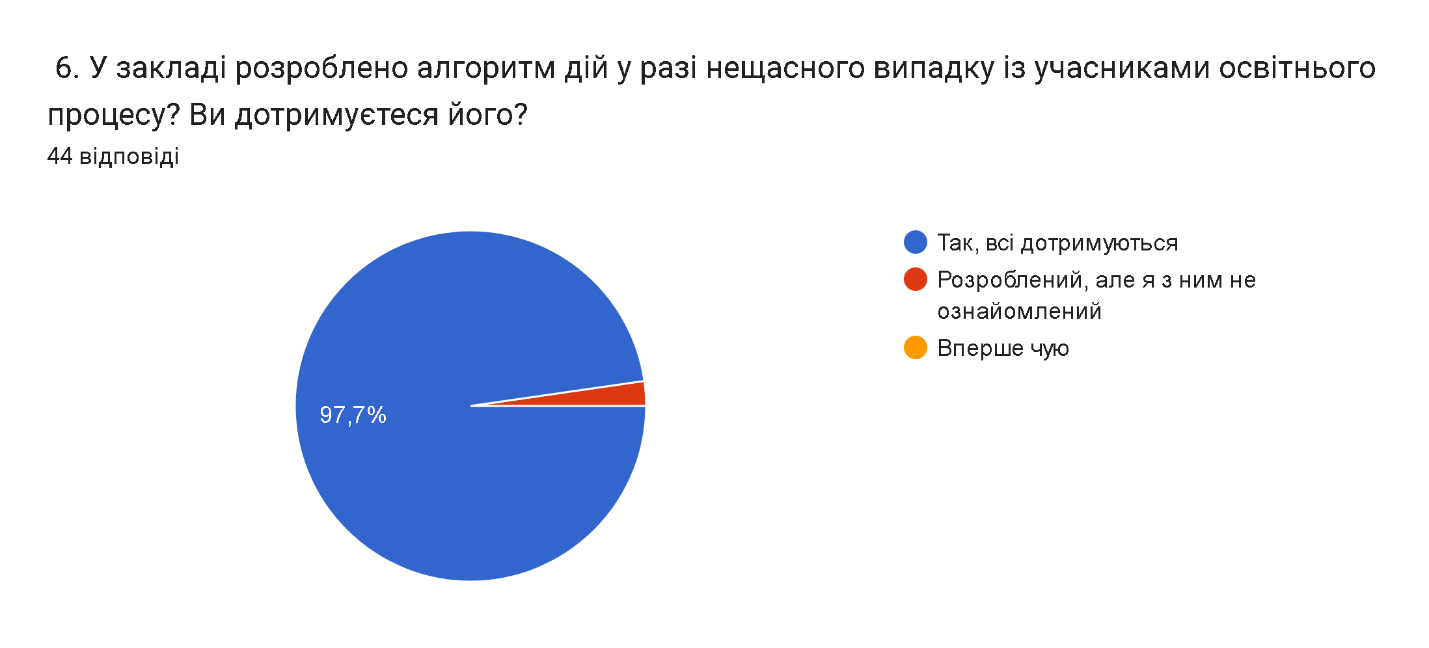 6. У закладі розроблено алгоритм дій у разі нещасного випадку із учасниками освітнього
процесу? Ви дотримуєтеся його?
44 відповіді
97,7%
Так, всі дотримуються
Розроблений, але я з ним не
ознайомлений
Вперше чую